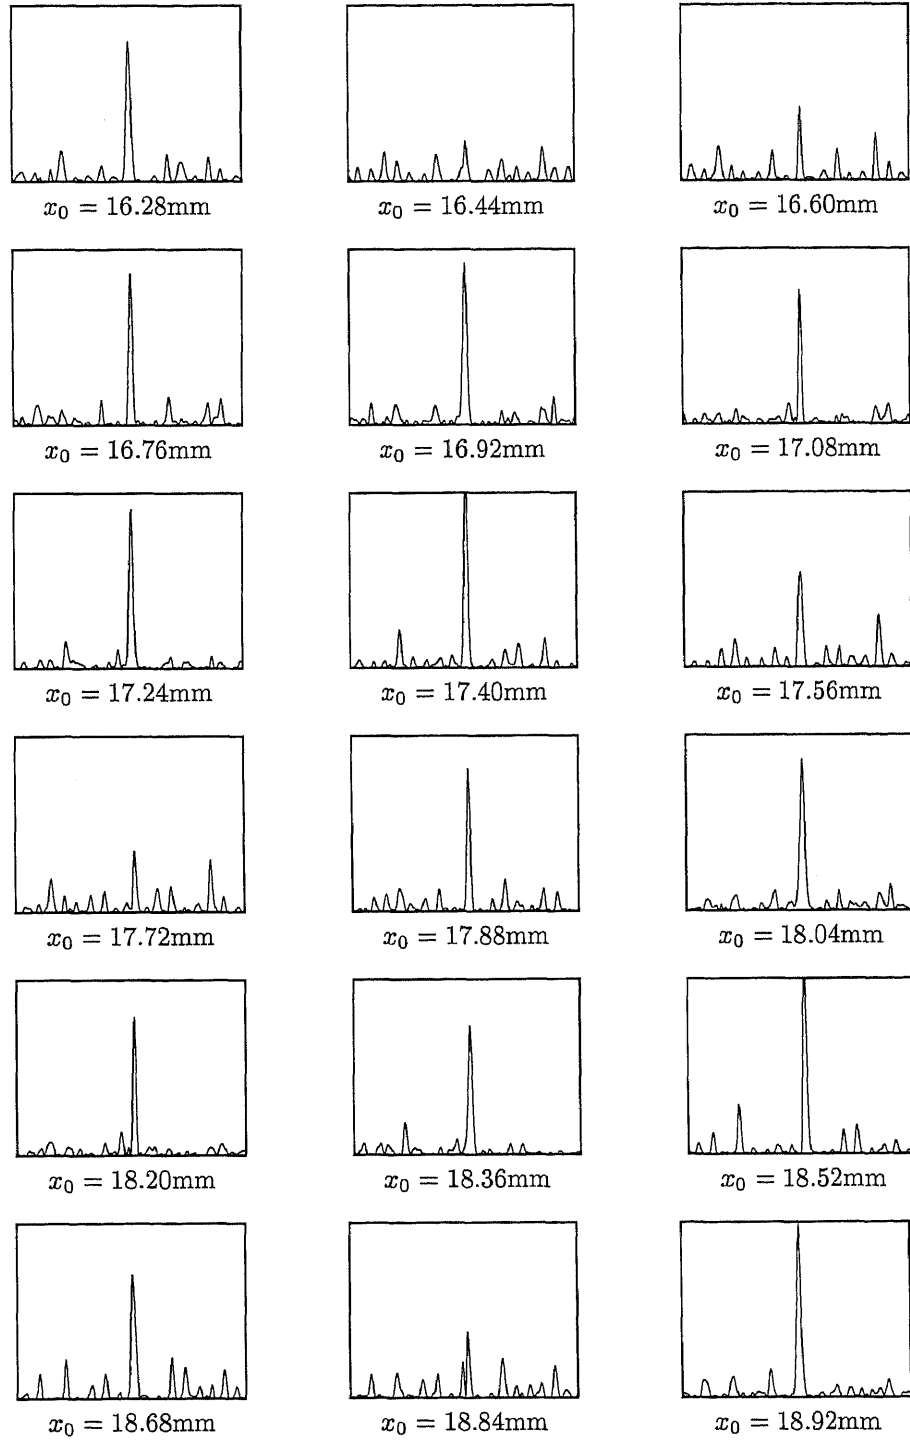 x₀ = 16.28mm
x₀ = 16.44mm
x₀ = 16.60mm
x₀ = 16.76mm
x₀ = 16.92mm
x₀ = 17.08mm
x₀ = 17.24mm
x₀ = 17.40mm
x₀ = 17.56mm
x₀ = 17.72mm
x₀ = 17.88mm
x₀ = 18.04mm
x₀ = 18.20mm
x₀ = 18.36mm
x₀ = 18.52mm
x₀ = 18.68mm
x₀ = 18.84mm
x₀ = 18.92mm